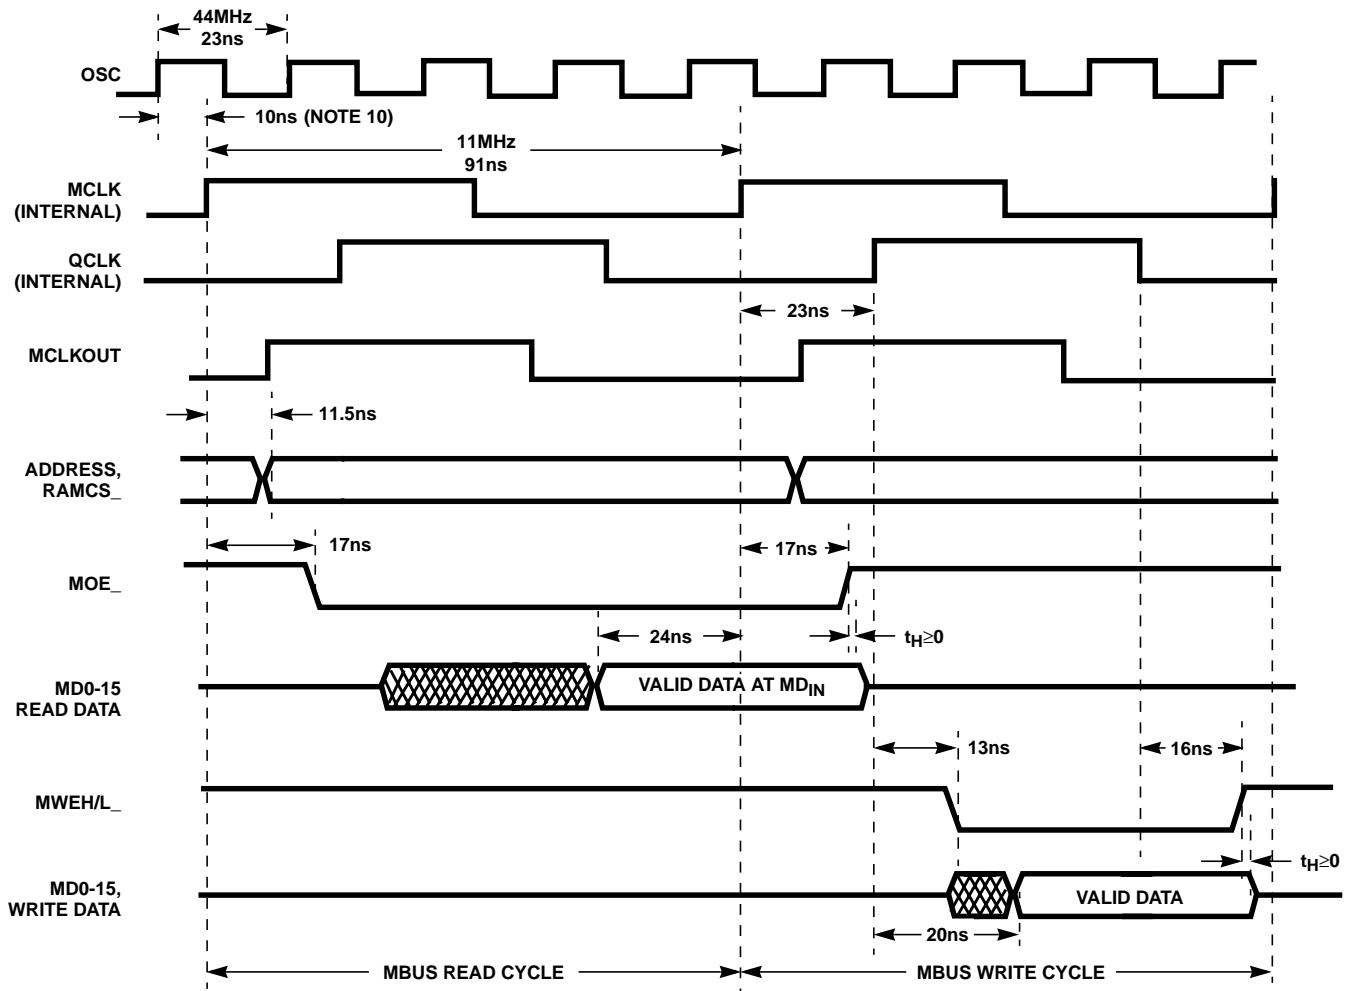 44MHz
23ns
OSC
10ns (NOTE 10)
11MHz
91ns
MCLK
(INTERNAL)
QCLK
(INTERNAL)
23ns
MCLKOUT
11.5ns
ADDRESS,
RAMCS_
17ns
17ns
MOE_
24ns
tH≥0
VALID DATA AT MDIN
MD0-15
READ DATA
13ns
16ns
MWEH/L_
tH≥0
MD0-15,
WRITE DATA
VALID DATA
20ns
MBUS READ CYCLE
MBUS WRITE CYCLE